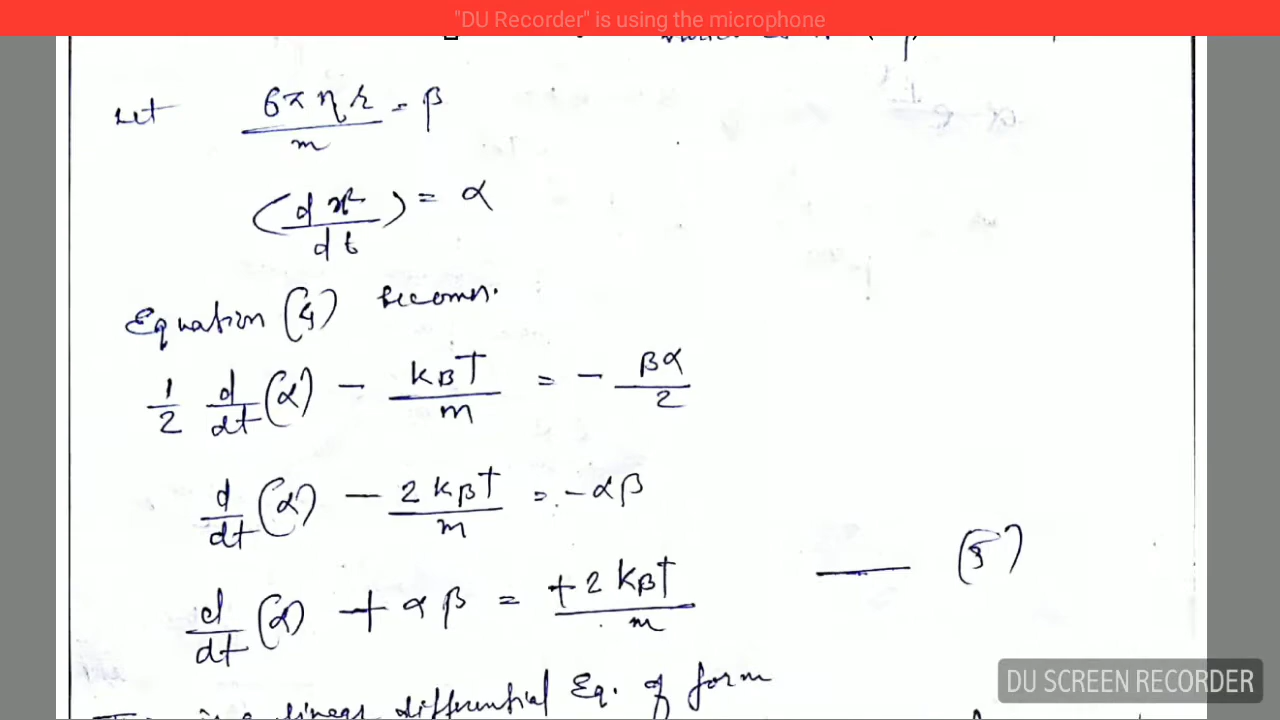 "DU Recorder" is using the microphone
Let 6πηr/m = β
(dx²/dt) = α
Equation (4) becomes.
1/2 d/dt (α) - kBT/m = - βα/2
d/dt (α) - 2kBT/m = -αβ
d/dt (α) + αβ = +2kBT/m —— (5)
linear differential Eq. of form
DU SCREEN RECORDER